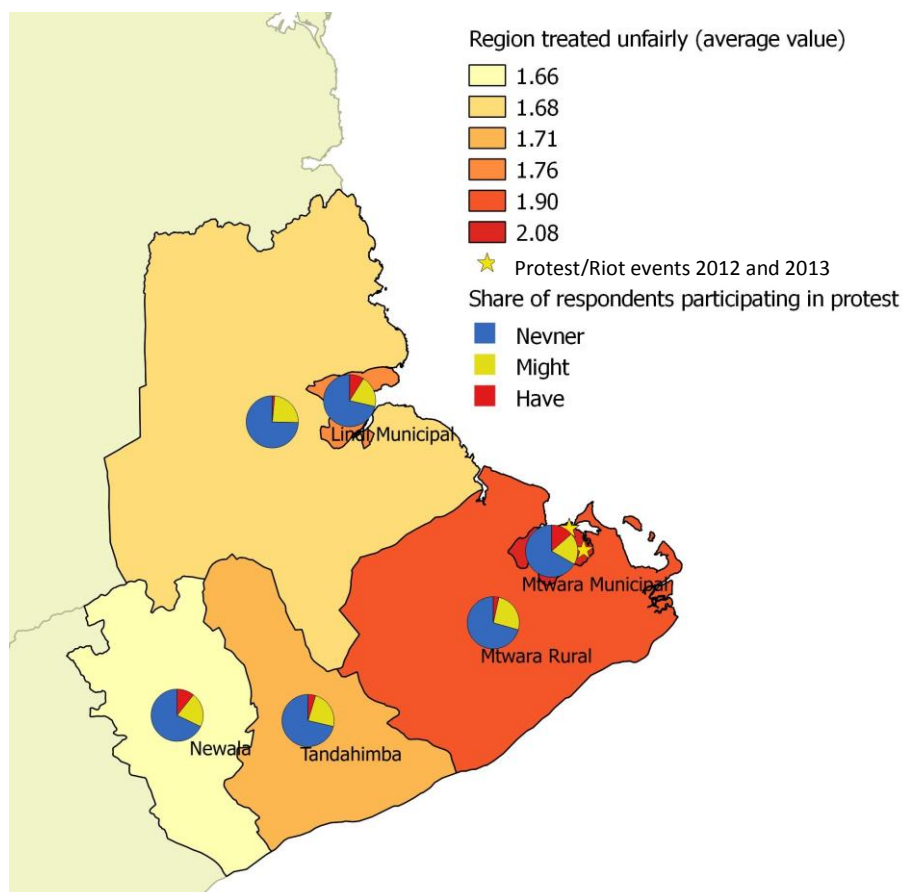 Region treated unfairly (average value)
1.66
1.68
1.71
1.76
1.90
2.08
Protest/Riot events 2012 and 2013
Share of respondents participating in protest
Nevner
Might
Have
Lindi Municipal
Mtwara Municipal
Mtwara Rural
Newala
Tandahimba